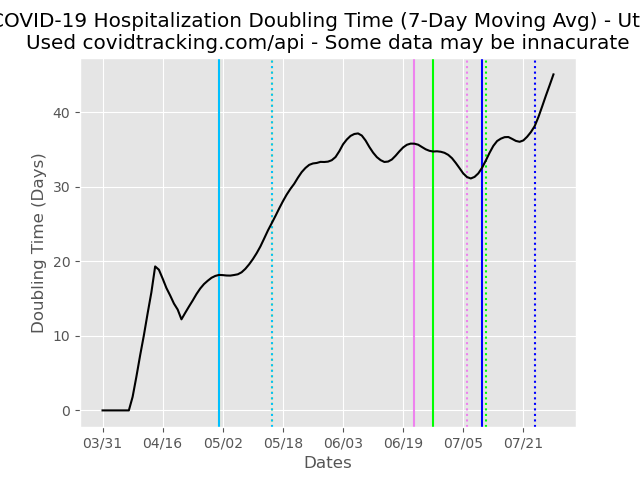 COVID-19 Hospitalization Doubling Time (7-Day Moving Avg) - Ut
Used covidtracking.com/api - Some data may be innacurate
40
30
20
10
0
Doubling Time (Days)
03/31 04/16 05/02 05/18 06/03 06/19 07/05 07/21
Dates